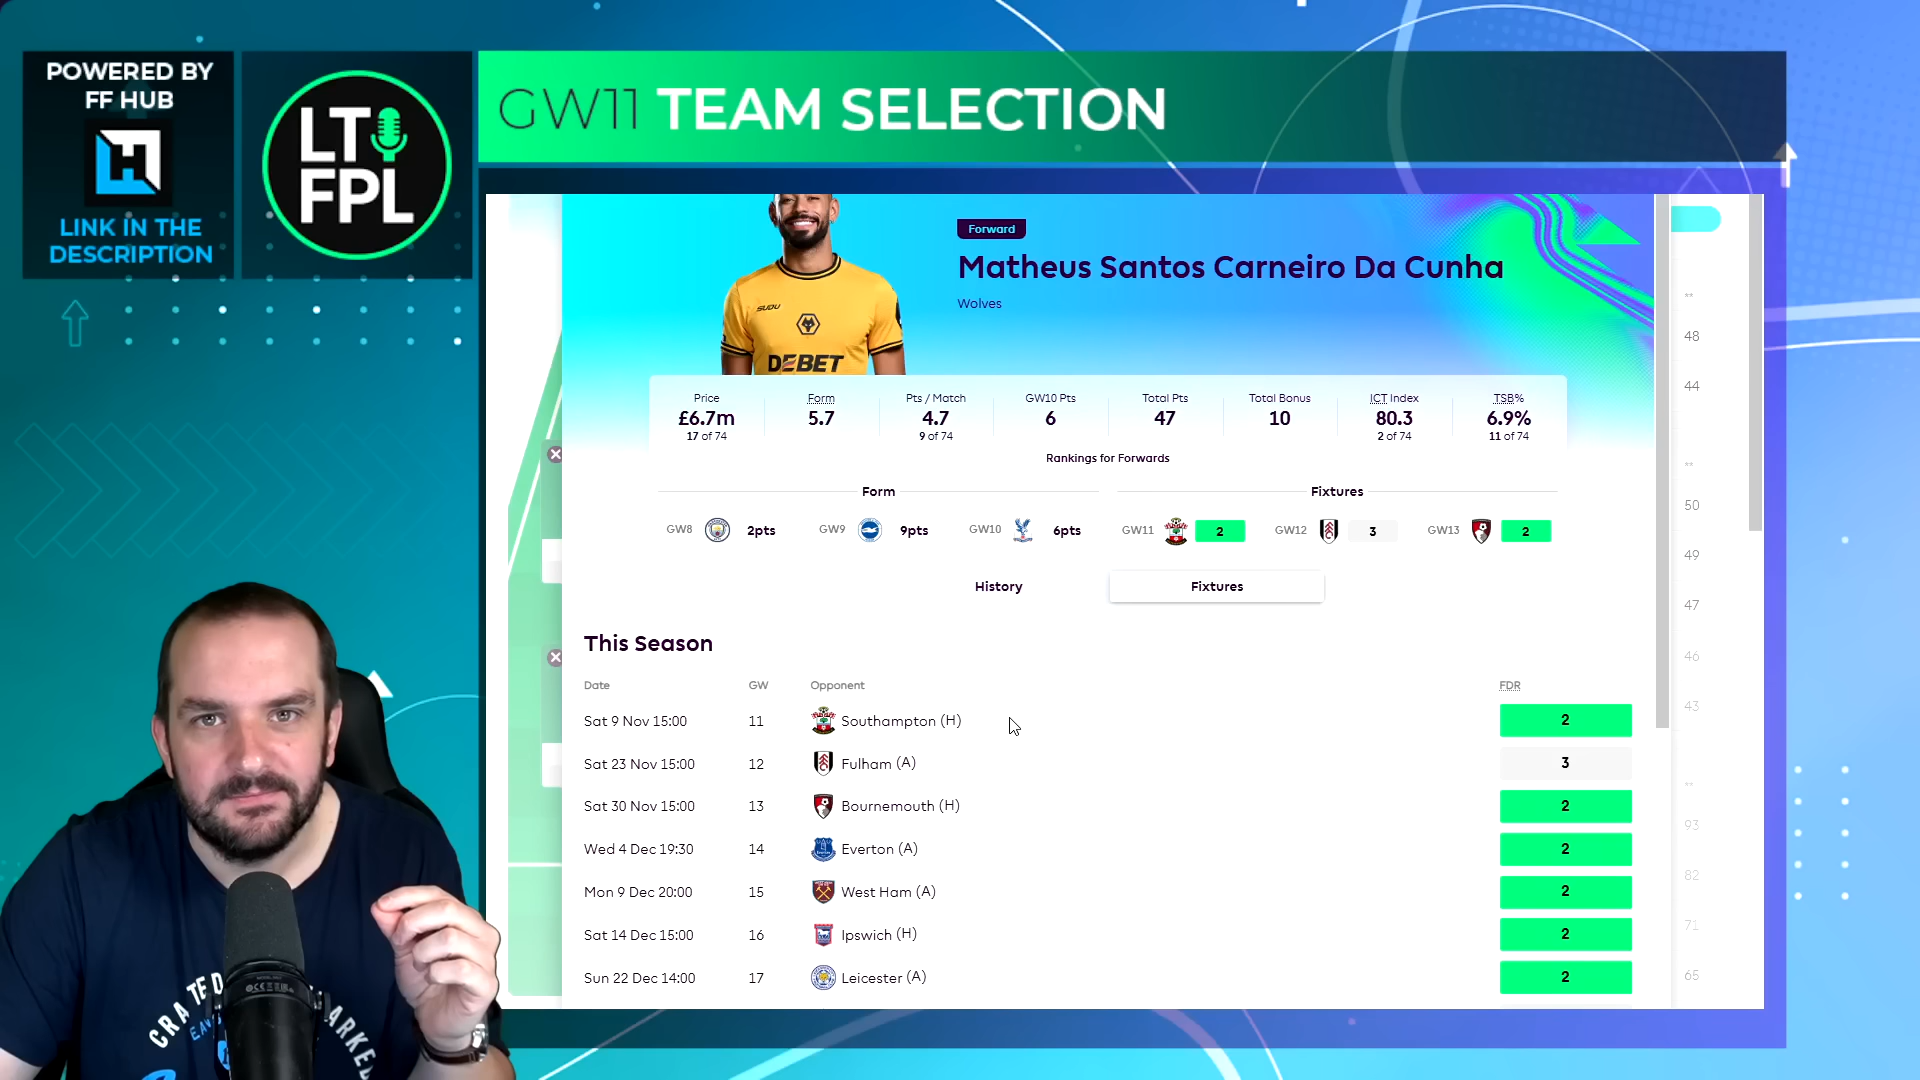 POWERED BY
FF HUB
LINK IN THE
DESCRIPTION
LT
FPL
GW11 TEAM SELECTION
Forward
Matheus Santos Carneiro Da Cunha
Wolves
SUDU
DEBET
Price Form Pts / Match GW10 Pts Total Pts Total Bonus ICT Index TSB%
£6.7m 5.7 4.7 6 47 10 80.3 6.9%
17 of 74 9 of 74 2 of 74 11 of 74
Rankings for Forwards
Form Fixtures
GW8 2pts GW9 9pts GW10 6pts GW11 2 GW12 3 GW13 2
History Fixtures
This Season
Date GW Opponent FDR
Sat 9 Nov 15:00 11 Southampton (H) 2
Sat 23 Nov 15:00 12 Fulham (A) 3
Sat 30 Nov 15:00 13 Bournemouth (H) 2
Wed 4 Dec 19:30 14 Everton (A) 2
Mon 9 Dec 20:00 15 West Ham (A) 2
Sat 14 Dec 15:00 16 Ipswich (H) 2
Sun 22 Dec 14:00 17 Leicester (A) 2
**
48
44
**
50
49
47
46
43
**
93
82
71
65